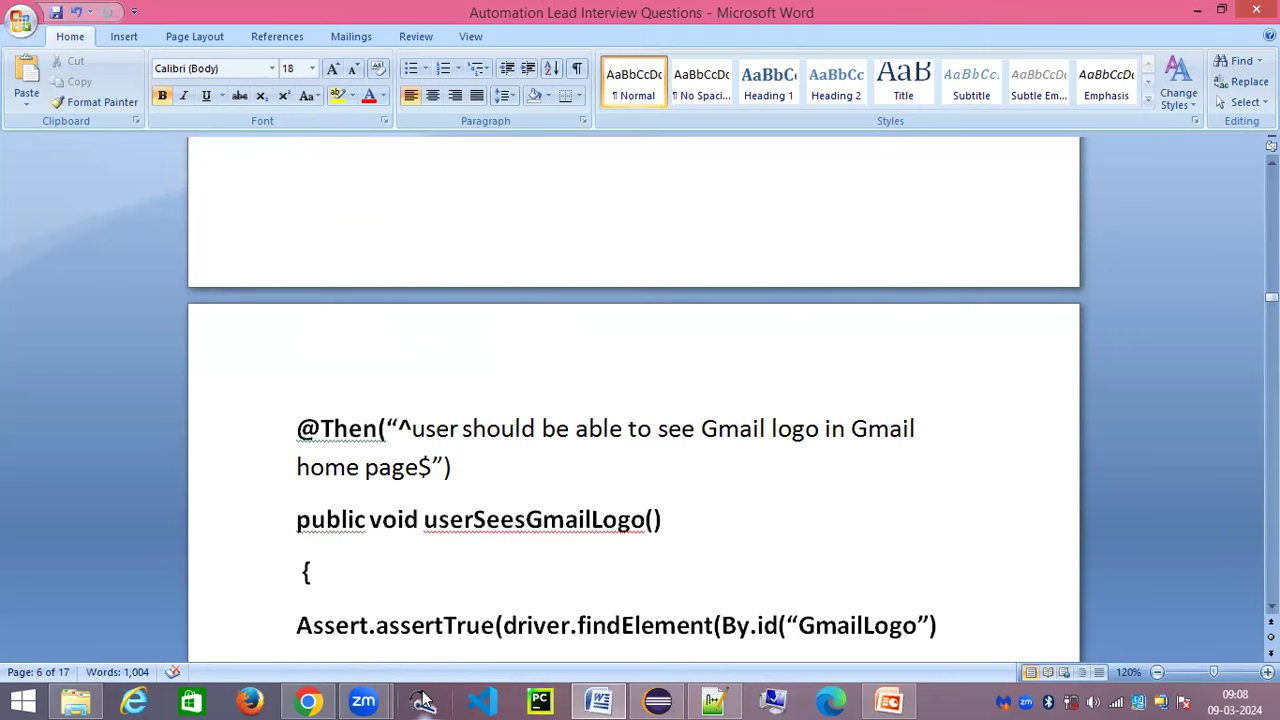 Automation Lead Interview Questions - Microsoft Word
Home Insert Page Layout References Mailings Review View
Paste
Cut
Copy
Format Painter
Clipboard
Calibri (Body) 18
Font
Paragraph
AaBbCcDc AaBbCcDc AaBbCc AaBbCc AaB AaBbCc. AaBbCcDc AaBbCcDc
¶ Normal ¶ No Spaci... Heading 1 Heading 2 Title Subtitle Subtle Em... Emphasis
Change Styles
Styles
Find
Replace
Select
Editing
@Then(“^user should be able to see Gmail logo in Gmail
home page$”)
public void userSeesGmailLogo()
{
Assert.assertTrue(driver.findElement(By.id(“GmailLogo”)
Page: 6 of 17 Words: 1,004 120%
zm PC
09:08
09-03-2024